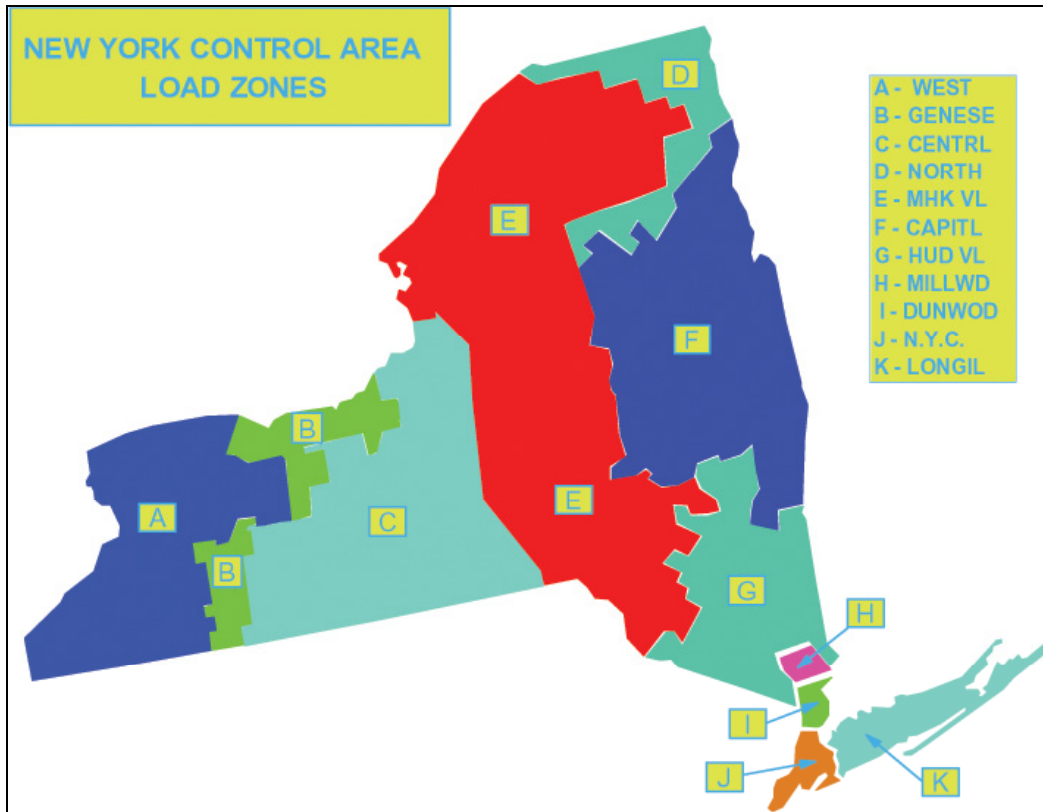 NEW YORK CONTROL AREA
LOAD ZONES
A - WEST
B - GENESE
C - CENTRL
D - NORTH
E - MHK VL
F - CAPITL
G - HUD VL
H - MILLWD
I - DUNWOD
J - N.Y.C.
K - LONGIL
D
E
F
B
A
C
E
B
G
H
I
J
K